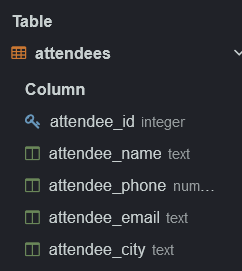 Table
attendees
Column
attendee_id integer
attendee_name text
attendee_phone num...
attendee_email text
attendee_city text